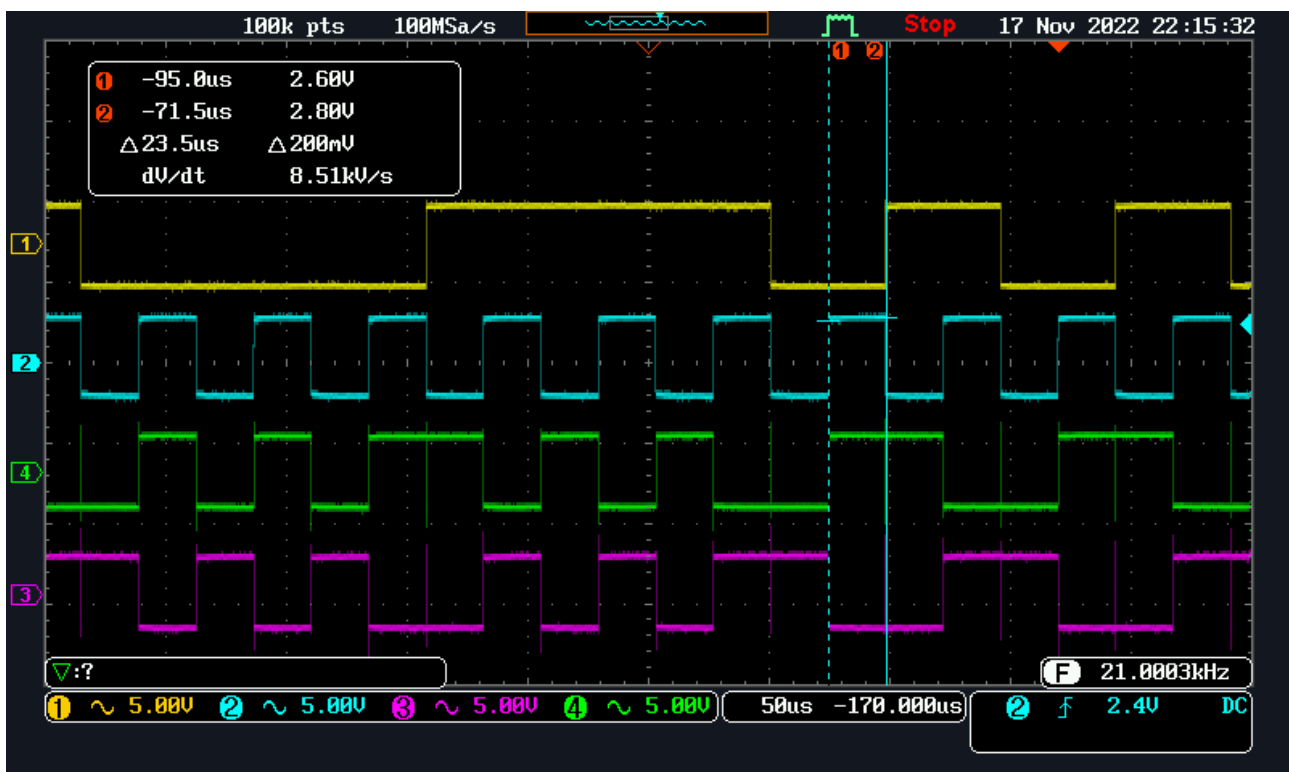 100k pts 100MSa/s Stop 17 Nov 2022 22:15:32
1 2
1 -95.0us 2.60V
2 -71.5us 2.80V
△23.5us △200mV
dV/dt 8.51kV/s
1
2
4
3
▽:? F 21.0003kHz
1 ∿ 5.00V 2 ∿ 5.00V 3 ∿ 5.00V 4 ∿ 5.00V 50us -170.000us 2 2.4V DC